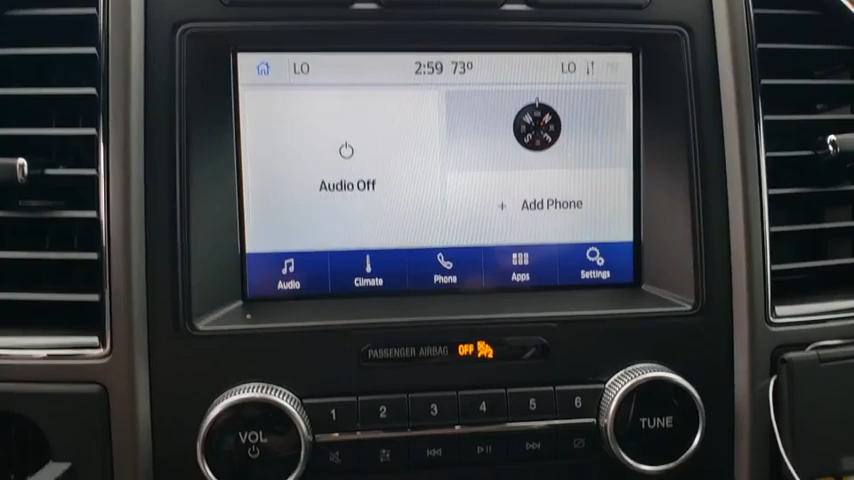 LO 2:59 73° LO
Audio Off
N
W
E
S
+ Add Phone
Audio Climate Phone Apps Settings
PASSENGER AIRBAG OFF
1 2 3 4 5 6
VOL
TUNE